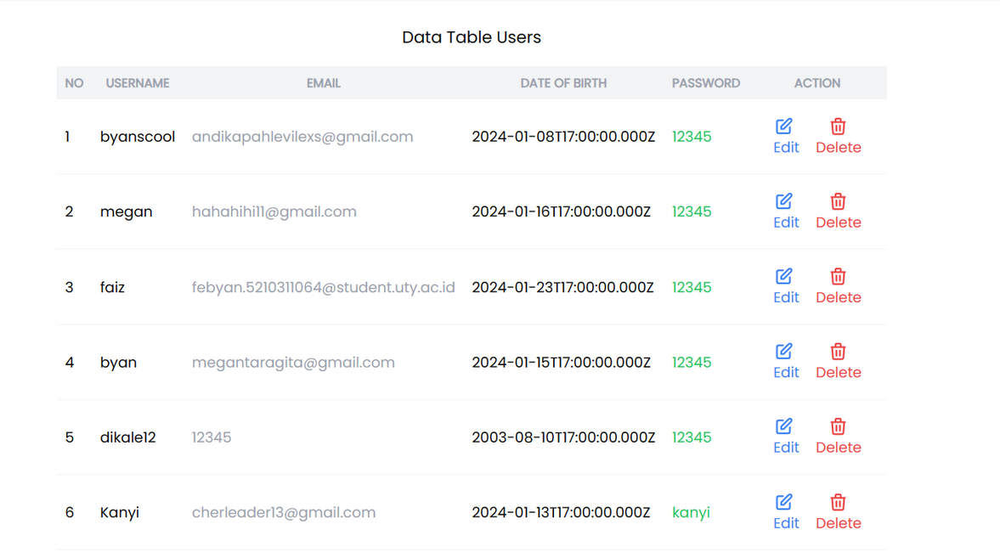 Data Table Users
NO USERNAME EMAIL DATE OF BIRTH PASSWORD ACTION
1 byanscool andikapahlevilexs@gmail.com 2024-01-08T17:00:00.000Z 12345 Edit Delete
2 megan hahahihi11@gmail.com 2024-01-16T17:00:00.000Z 12345 Edit Delete
3 faiz febyan.5210311064@student.uty.ac.id 2024-01-23T17:00:00.000Z 12345 Edit Delete
4 byan megantaragita@gmail.com 2024-01-15T17:00:00.000Z 12345 Edit Delete
5 dikale12 12345 2003-08-10T17:00:00.000Z 12345 Edit Delete
6 Kanyi cherleader13@gmail.com 2024-01-13T17:00:00.000Z kanyi Edit Delete